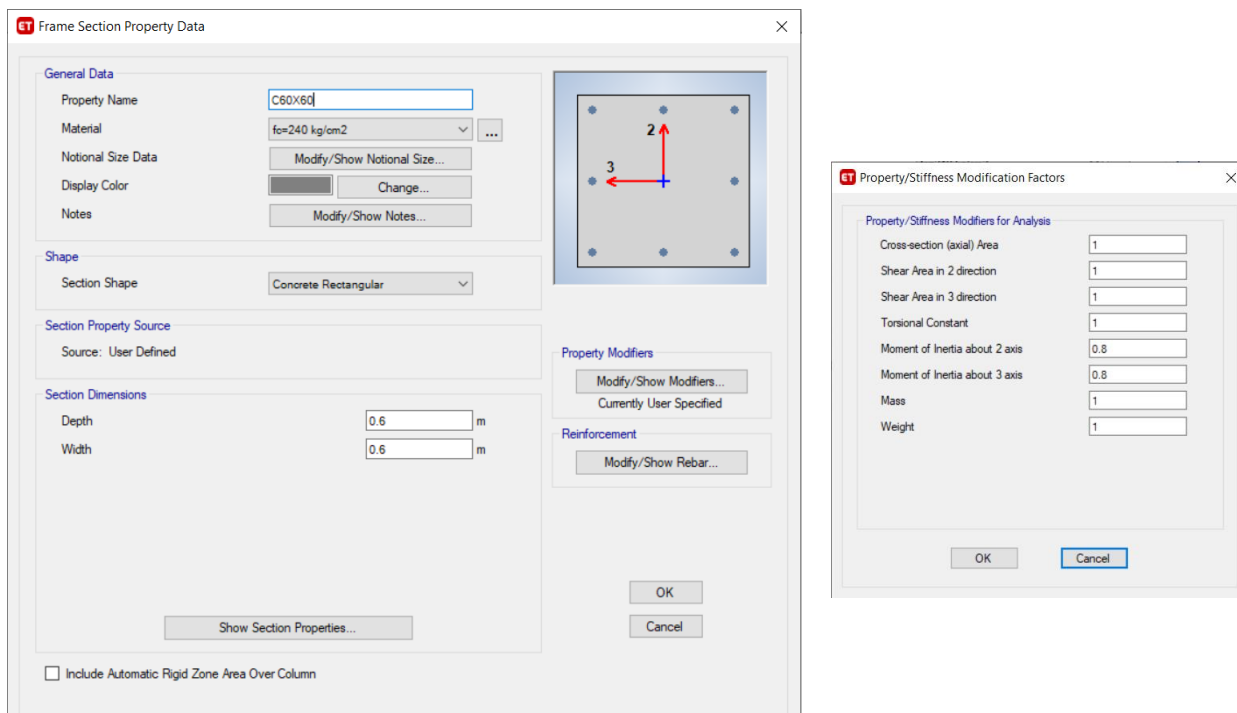 ET Frame Section Property Data
General Data
Property Name C60X60
Material fc=240 kg/cm2 ...
Notional Size Data Modify/Show Notional Size...
Display Color Change...
Notes Modify/Show Notes...
Shape
Section Shape Concrete Rectangular
Section Property Source
Source: User Defined
Section Dimensions
Depth 0.6 m
Width 0.6 m
Show Section Properties...
Include Automatic Rigid Zone Area Over Column
2
3
Property Modifiers
Modify/Show Modifiers...
Currently User Specified
Reinforcement
Modify/Show Rebar...
OK
Cancel
ET Property/Stiffness Modification Factors
Property/Stiffness Modifiers for Analysis
Cross-section (axial) Area 1
Shear Area in 2 direction 1
Shear Area in 3 direction 1
Torsional Constant 1
Moment of Inertia about 2 axis 0.8
Moment of Inertia about 3 axis 0.8
Mass 1
Weight 1
OK Cancel